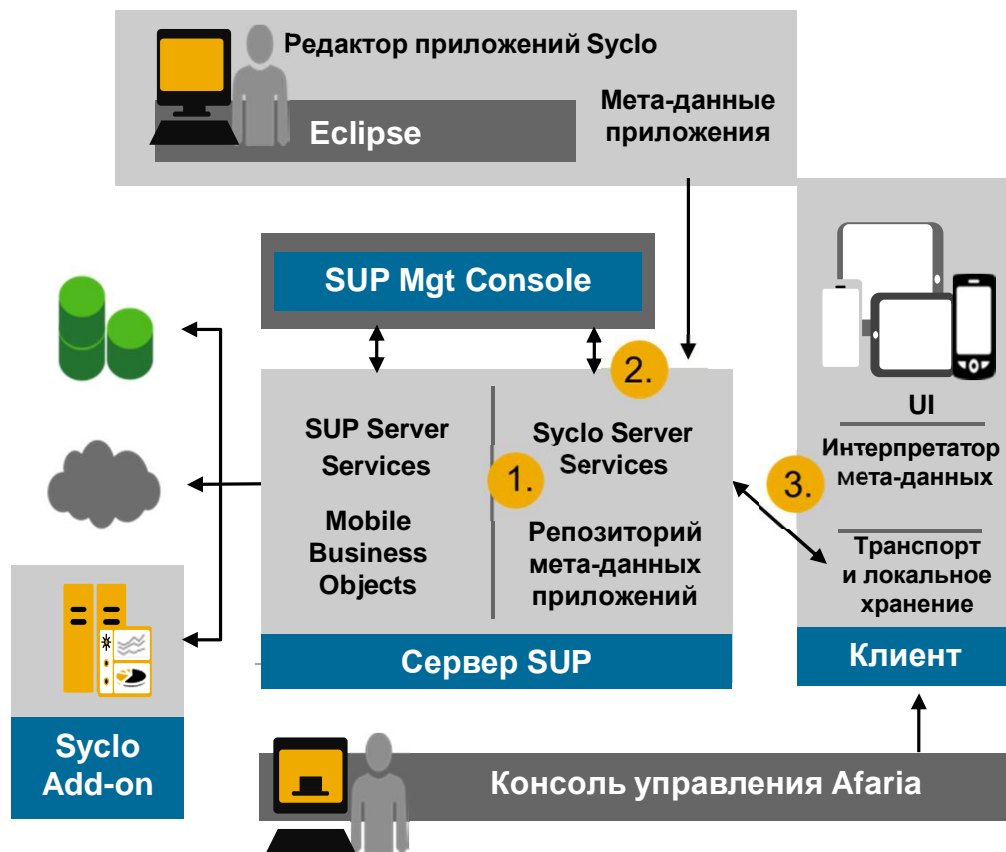 Редактор приложений Syclo
Eclipse
Мета-данные
приложения
SUP Mgt Console
2.
SUP Server
Services
Mobile
Business
Objects
1.
Syclo Server
Services
Репозиторий
мета-данных
приложений
Сервер SUP
UI
Интерпретатор
мета-данных
3.
Транспорт
и локальное
хранение
Клиент
Syclo
Add-on
Консоль управления Afaria